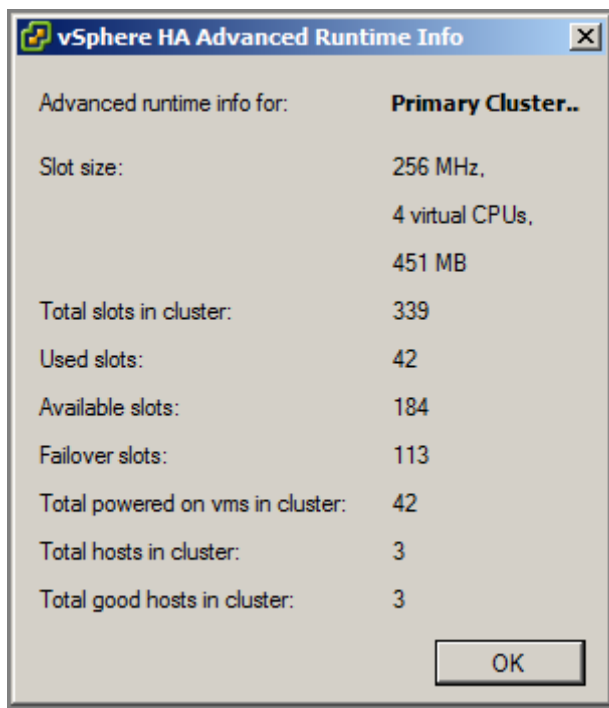 vSphere HA Advanced Runtime Info
Advanced runtime info for: Primary Cluster..
Slot size: 256 MHz,
4 virtual CPUs,
451 MB
Total slots in cluster: 339
Used slots: 42
Available slots: 184
Failover slots: 113
Total powered on vms in cluster: 42
Total hosts in cluster: 3
Total good hosts in cluster: 3
OK